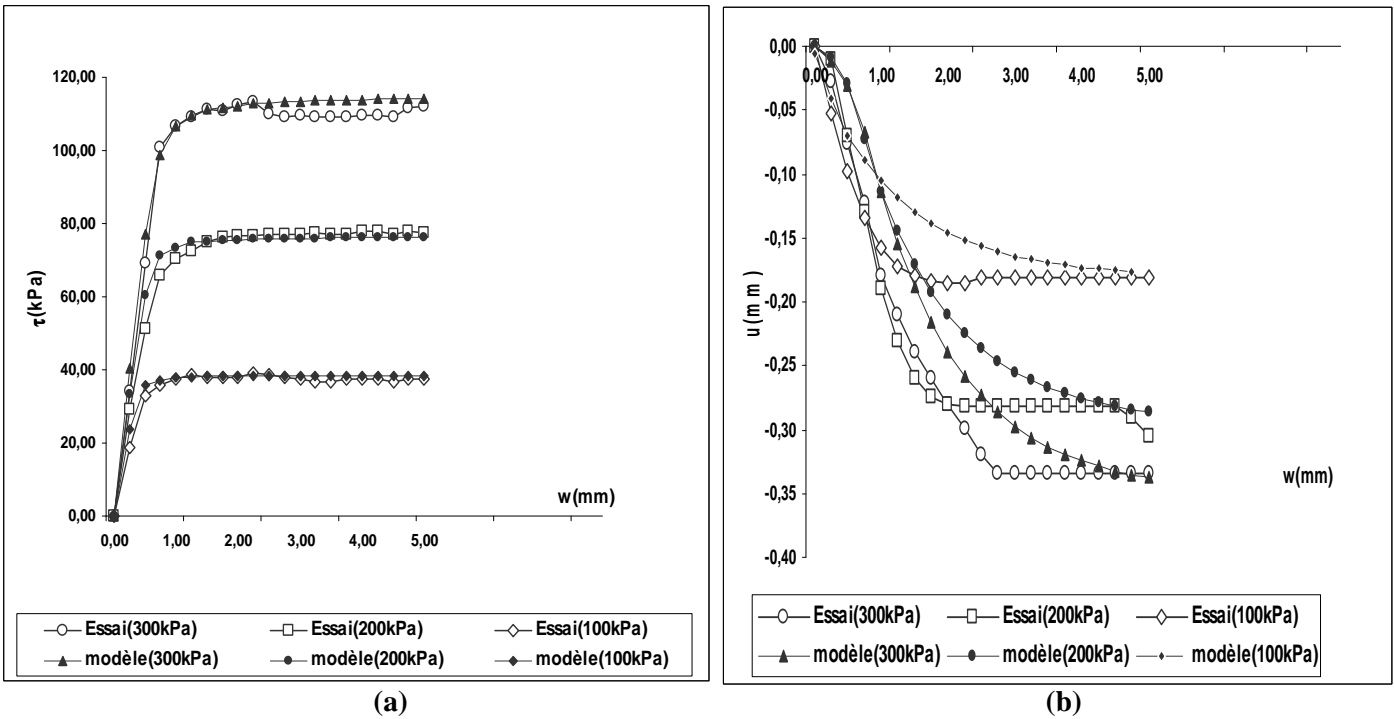 120,00
100,00
80,00
60,00
40,00
20,00
0,00
τ(kPa)
0,00 1,00 2,00 3,00 4,00 5,00
w(mm)
Essai(300kPa) Essai(200kPa) Essai(100kPa)
modèle(300kPa) modèle(200kPa) modèle(100kPa)
(a)
0,00
-0,05
-0,10
-0,15
-0,20
-0,25
-0,30
-0,35
-0,40
u(mm)
0,00 1,00 2,00 3,00 4,00 5,00
w(mm)
Essai(300kPa) Essai(200kPa) Essai(100kPa)
modèle(300kPa) modèle(200kPa) modèle(100kPa)
(b)